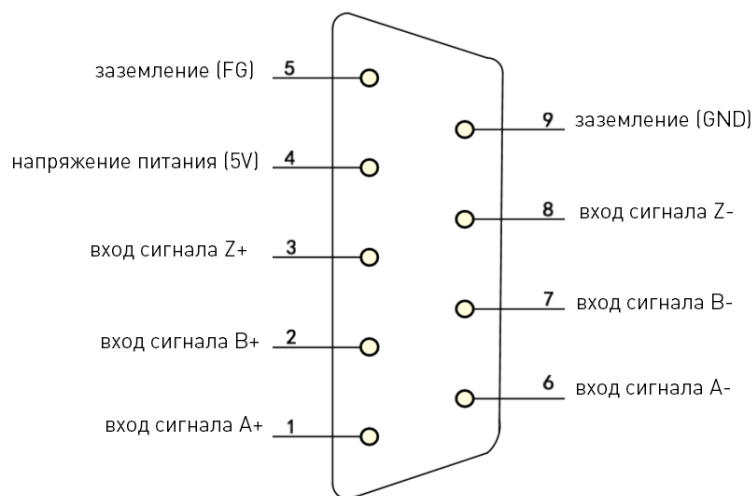 заземление (FG) 5
9 заземление (GND)
напряжение питания (5V) 4
8 вход сигнала Z-
вход сигнала Z+ 3
7 вход сигнала B-
вход сигнала B+ 2
6 вход сигнала A-
вход сигнала A+ 1